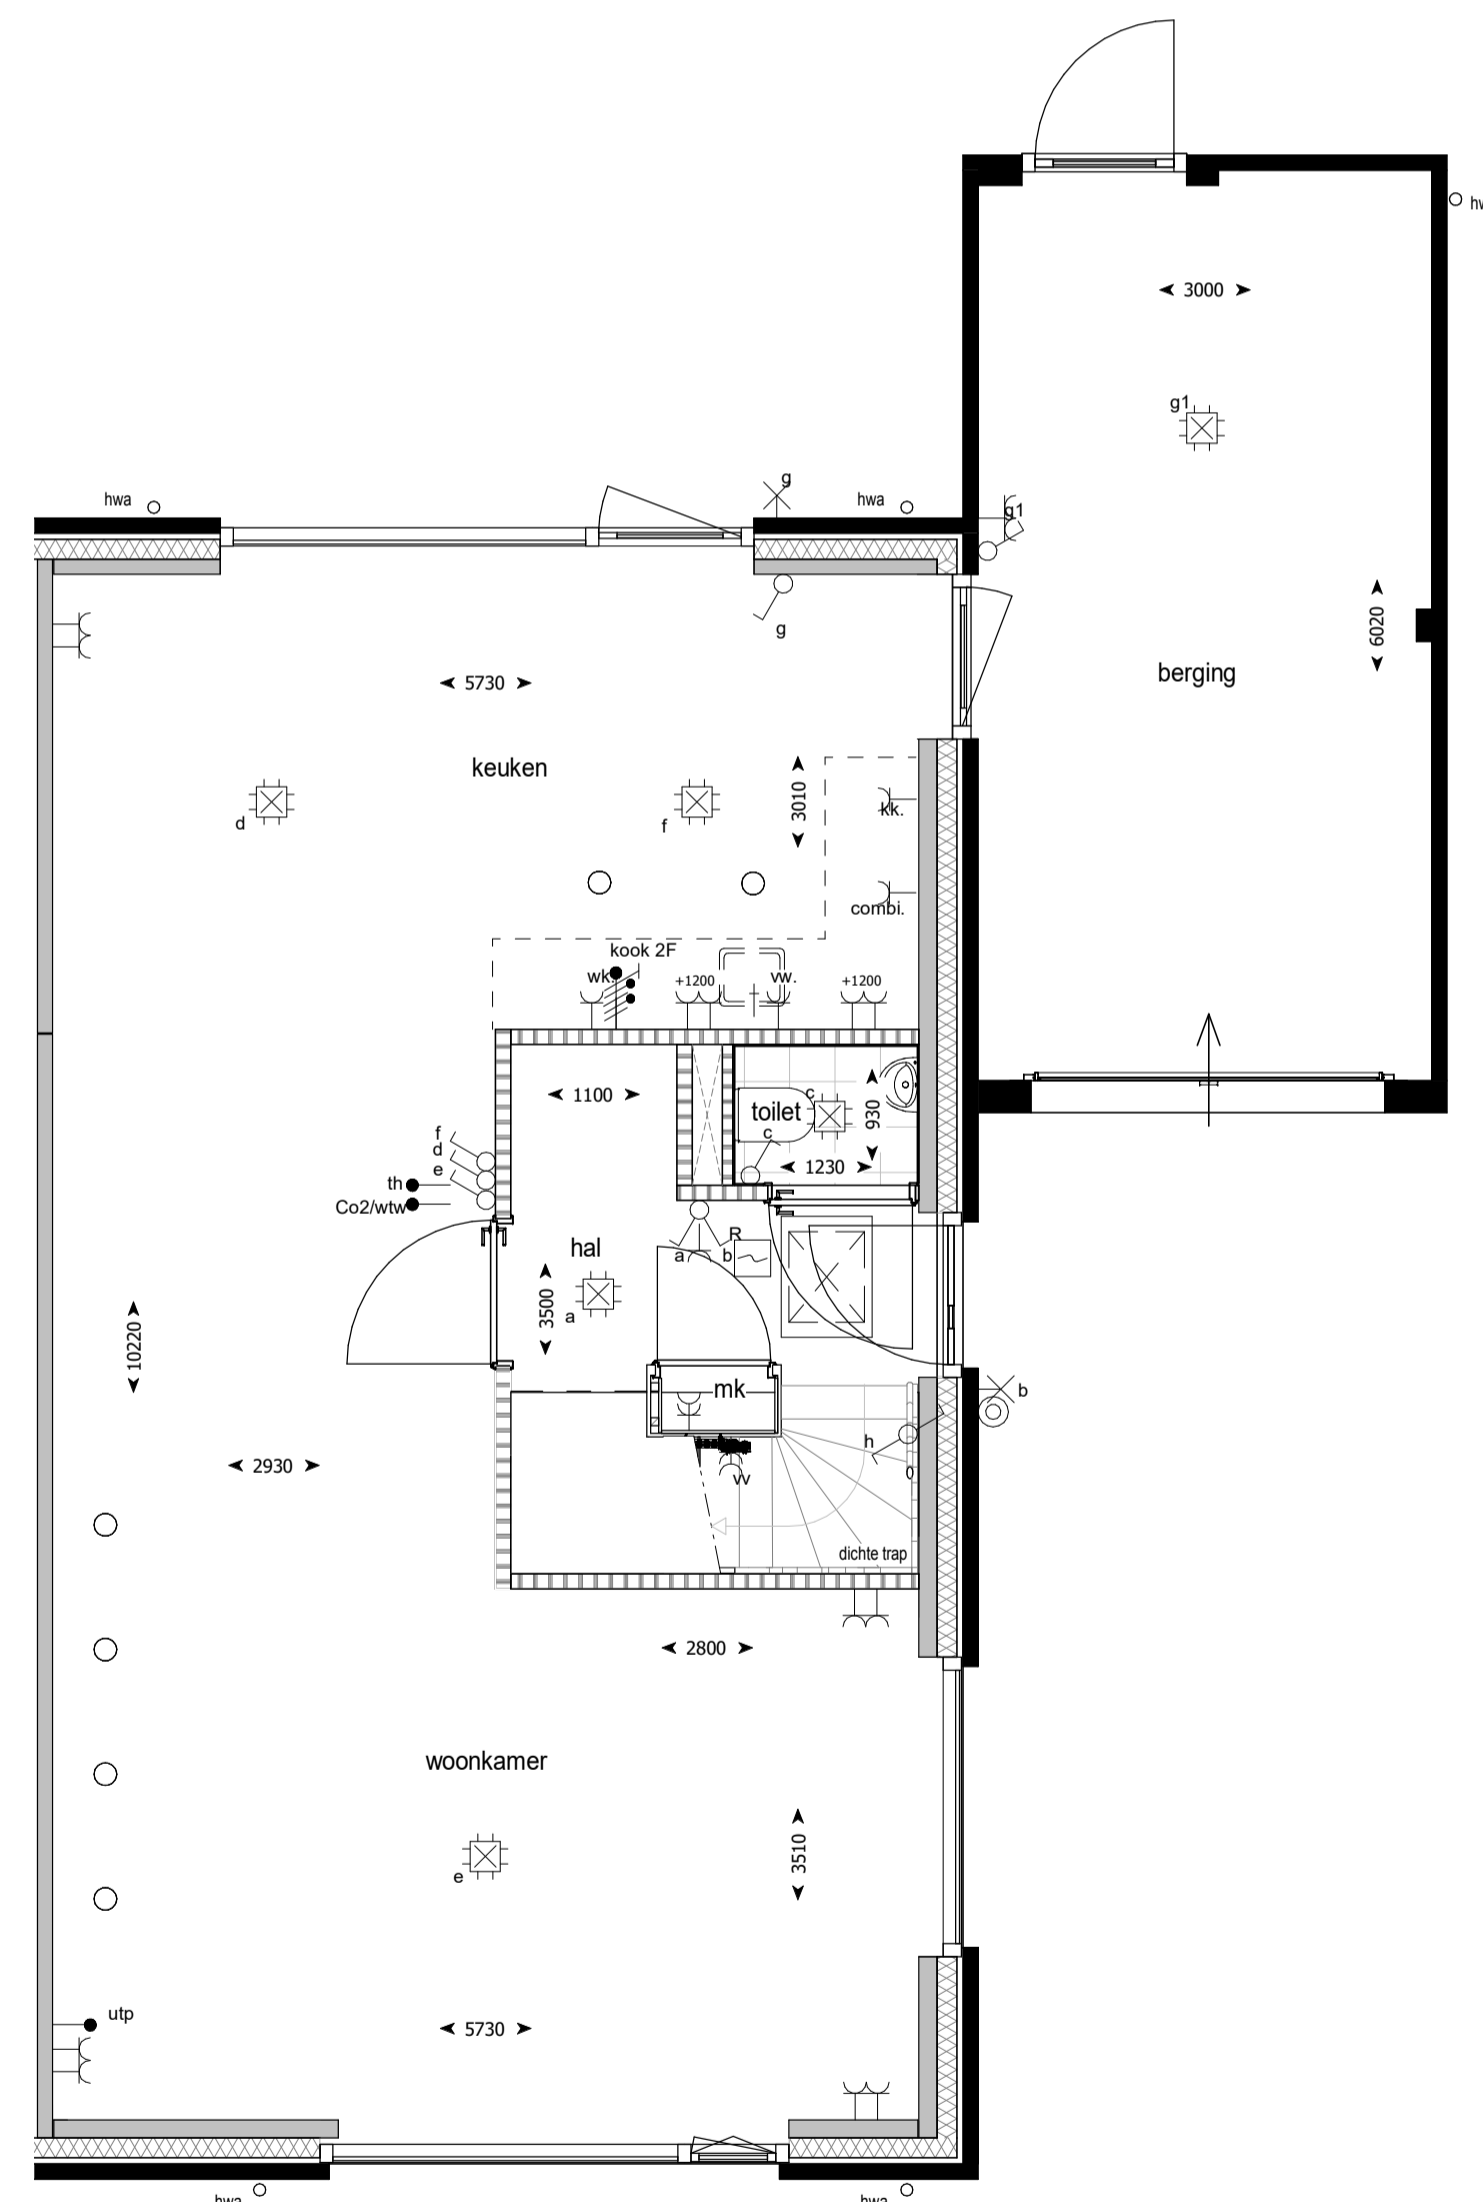 3000
g1
hwa
g
hwa
g1
g
6020
5730
berging
keuken
3010
kk.
d
f
combi.
kook 2F
wk.
+1200
vw.
+1200
1100
c
toilet
930
c
f
d
e
1230
th
Co2/wtw
R
hal
a
b
3500
a
10220
mk
b
h
2930
vv
0
dichte trap
2800
woonkamer
3510
e
utp
5730
hwa
hwa